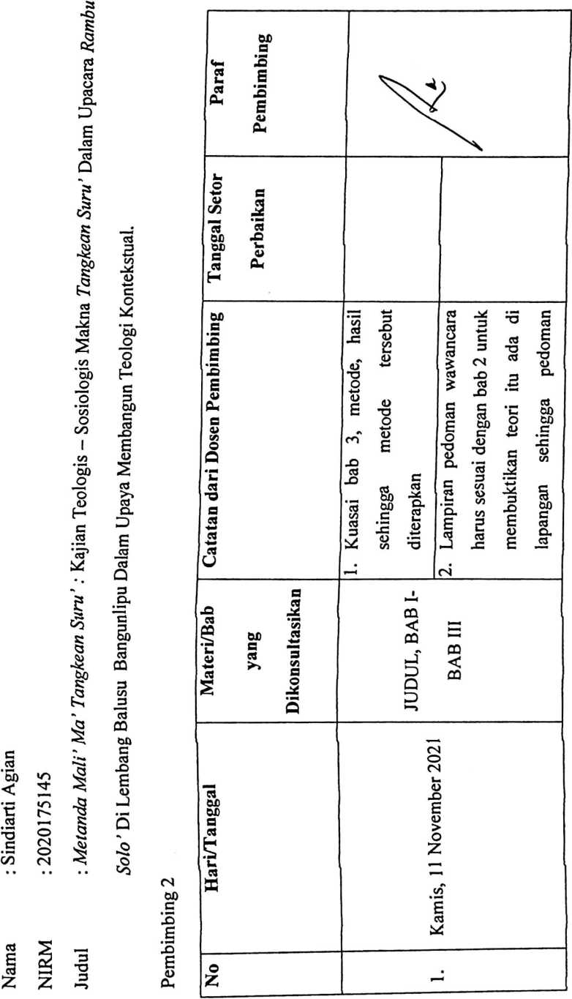 Nama : Sindiarti Agian
NIRM : 2020175145
Judul : Metanda Mali' Ma' Tangkean Suru' : Kajian Teologis – Sosiologis Makna Tangkean Suru' Dalam Upacara Rambu
Solo' Di Lembang Balusu Bangunlipu Dalam Upaya Membangun Teologi Kontekstual.
Pembimbing 2
No
Hari/Tanggal
Materi/Bab
yang
Dikonsultasikan
Catatan dari Dosen Pembimbing
Tanggal Setor
Perbaikan
Paraf
Pembimbing
1.
Kamis, 11 November 2021
JUDUL, BAB I-
BAB III
1. Kuasai bab 3, metode, hasil
sehingga metode tersebut
diterapkan
2. Lampiran pedoman wawancara
harus sesuai dengan bab 2 untuk
membuktikan teori itu ada di
lapangan sehingga pedoman